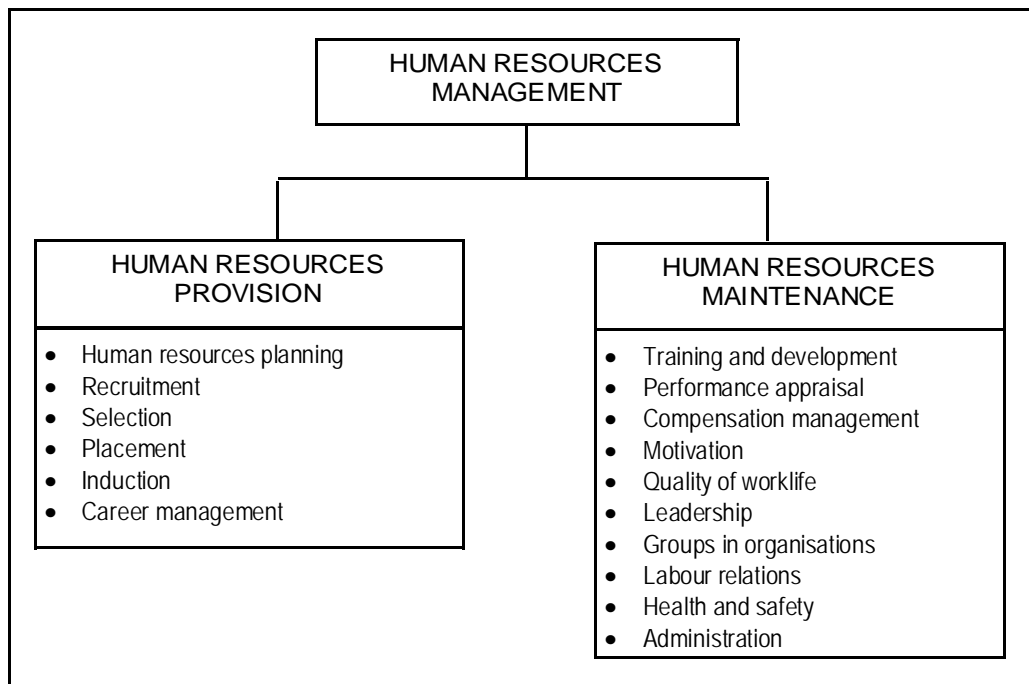 HUMAN RESOURCES
MANAGEMENT
HUMAN RESOURCES
PROVISION
• Human resources planning
• Recruitment
• Selection
• Placement
• Induction
• Career management
HUMAN RESOURCES
MAINTENANCE
• Training and development
• Performance appraisal
• Compensation management
• Motivation
• Quality of worklife
• Leadership
• Groups in organisations
• Labour relations
• Health and safety
• Administration